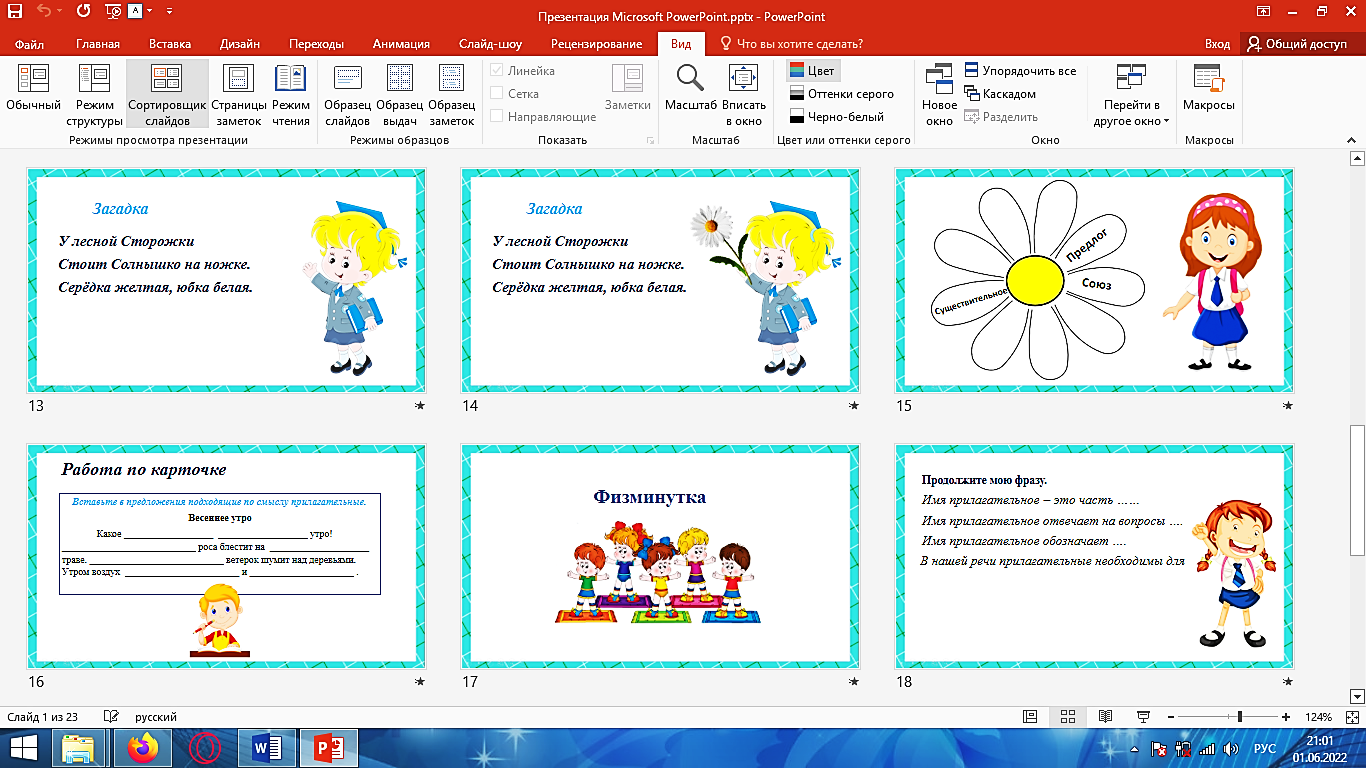 Презентация Microsoft PowerPoint.pptx - PowerPoint
Файл Главная Вставка Дизайн Переходы Анимация Слайд-шоу Рецензирование Вид Что вы хотите сделать? Вход Общий доступ
Обычный
Режим структуры
Сортировщик слайдов
Страницы заметок
Режим чтения
Режимы просмотра презентации
Образец слайдов
Образец выдач
Образец заметок
Режимы образцов
Линейка
Сетка
Направляющие
Заметки
Показать
Масштаб
Вписать в окно
Масштаб
Цвет
Оттенки серого
Черно-белый
Цвет или оттенки серого
Новое окно
Упорядочить все
Каскадом
Разделить
Перейти в другое окно
Окно
Макросы
Макросы
Загадка
У лесной Сторожки
Стоит Солнышко на ножке.
Серёдка желтая, юбка белая.
13
Загадка
У лесной Сторожки
Стоит Солнышко на ножке.
Серёдка желтая, юбка белая.
14
Предлог
Союз
Существительное
15
Работа по карточке
Вставьте в предложения подходящие по смыслу прилагательные.
Весеннее утро
Какое __________________ __________________ утро!
___________________________ роса блестит на ____________________
траве. ___________________________ ветерок шумит над деревьями.
Утром воздух _______________________ и _____________________ .
16
Физминутка
17
Продолжите мою фразу.
Имя прилагательное – это часть ……
Имя прилагательное отвечает на вопросы ….
Имя прилагательное обозначает ….
В нашей речи прилагательные необходимы для
18
Слайд 1 из 23 русский 124%
W P РУС 21:01
01.06.2022